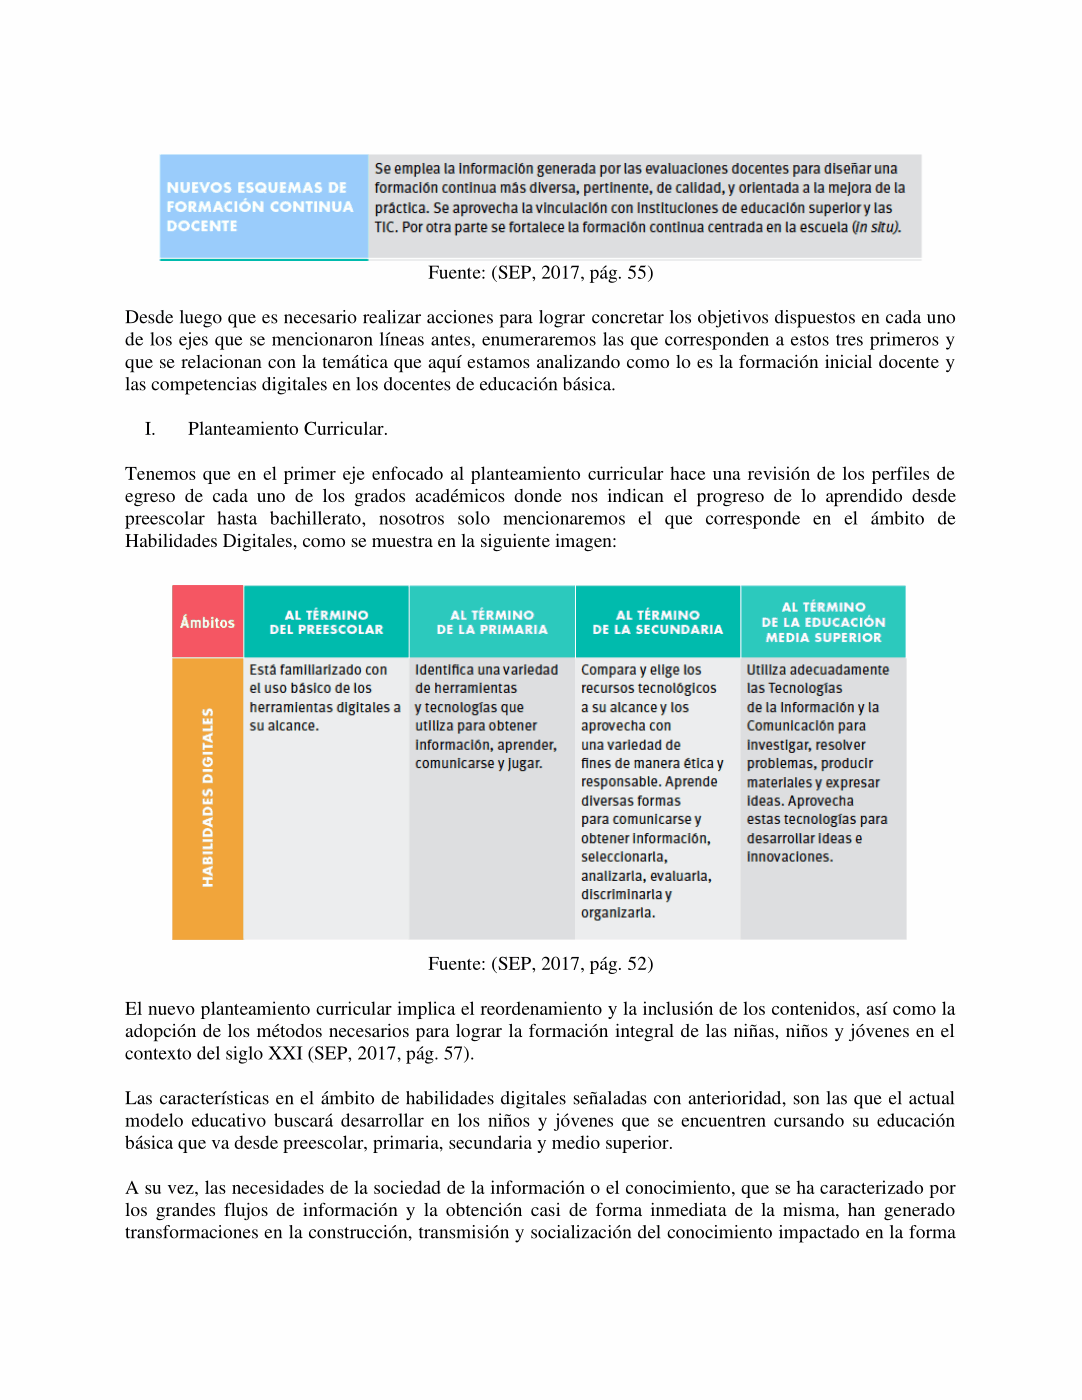 NUEVOS ESQUEMAS DE
FORMACIÓN CONTINUA
DOCENTE
Se emplea la información generada por las evaluaciones docentes para diseñar una
formación continua más diversa, pertinente, de calidad, y orientada a la mejora de la
práctica. Se aprovecha la vinculación con instituciones de educación superior y las
TIC. Por otra parte se fortalece la formación continua centrada en la escuela (in situ).
Fuente: (SEP, 2017, pág. 55)
Desde luego que es necesario realizar acciones para lograr concretar los objetivos dispuestos en cada uno
de los ejes que se mencionaron líneas antes, enumeraremos las que corresponden a estos tres primeros y
que se relacionan con la temática que aquí estamos analizando como lo es la formación inicial docente y
las competencias digitales en los docentes de educación básica.
I. Planteamiento Curricular.
Tenemos que en el primer eje enfocado al planteamiento curricular hace una revisión de los perfiles de
egreso de cada uno de los grados académicos donde nos indican el progreso de lo aprendido desde
preescolar hasta bachillerato, nosotros solo mencionaremos el que corresponde en el ámbito de
Habilidades Digitales, como se muestra en la siguiente imagen:
Ámbitos
AL TÉRMINO
DEL PREESCOLAR
AL TÉRMINO
DE LA PRIMARIA
AL TÉRMINO
DE LA SECUNDARIA
AL TÉRMINO
DE LA EDUCACIÓN
MEDIA SUPERIOR
HABILIDADES DIGITALES
Está familiarizado con
el uso básico de los
herramientas digitales a
su alcance.
Identifica una variedad
de herramientas
y tecnologías que
utiliza para obtener
información, aprender,
comunicarse y jugar.
Compara y elige los
recursos tecnológicos
a su alcance y los
aprovecha con
una variedad de
fines de manera ética y
responsable. Aprende
diversas formas
para comunicarse y
obtener información,
seleccionarla,
analizarla, evaluarla,
discriminarla y
organizarla.
Utiliza adecuadamente
las Tecnologías
de la Información y la
Comunicación para
investigar, resolver
problemas, producir
materiales y expresar
ideas. Aprovecha
estas tecnologías para
desarrollar ideas e
innovaciones.
Fuente: (SEP, 2017, pág. 52)
El nuevo planteamiento curricular implica el reordenamiento y la inclusión de los contenidos, así como la
adopción de los métodos necesarios para lograr la formación integral de las niñas, niños y jóvenes en el
contexto del siglo XXI (SEP, 2017, pág. 57).
Las características en el ámbito de habilidades digitales señaladas con anterioridad, son las que el actual
modelo educativo buscará desarrollar en los niños y jóvenes que se encuentren cursando su educación
básica que va desde preescolar, primaria, secundaria y medio superior.
A su vez, las necesidades de la sociedad de la información o el conocimiento, que se ha caracterizado por
los grandes flujos de información y la obtención casi de forma inmediata de la misma, han generado
transformaciones en la construcción, transmisión y socialización del conocimiento impactado en la forma